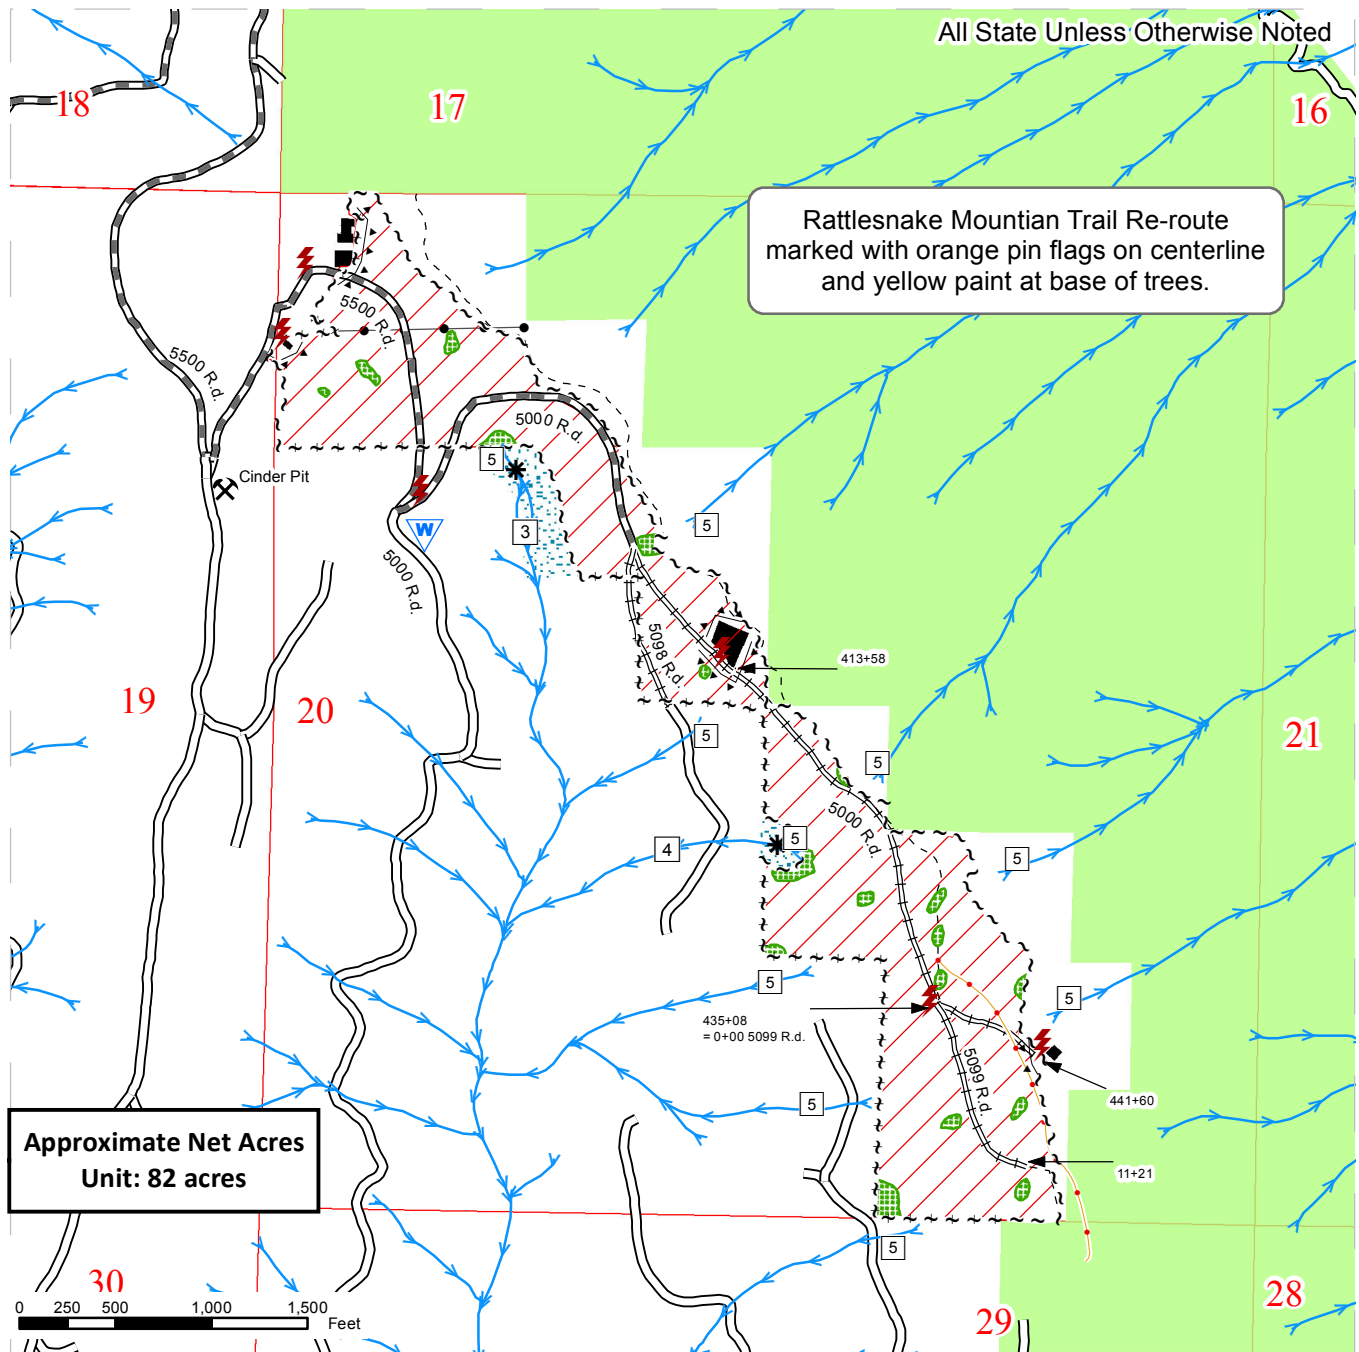 All State Unless Otherwise Noted
18
17
16
Rattlesnake Mountian Trail Re-route
marked with orange pin flags on centerline
and yellow paint at base of trees.
5500 R.d.
5500 R.d.
5000 R.d.
5
Cinder Pit
3
5
W
5000 R.d.
5098 R.d.
413+58
19
20
5
21
5
5000 R.d.
5
4
5
5
5
435+08
= 0+00 5099 R.d.
5099 R.d.
5
441+60
Approximate Net Acres
Unit: 82 acres
11+21
5
30
28
29
0 250 500 1,000 1,500
Feet